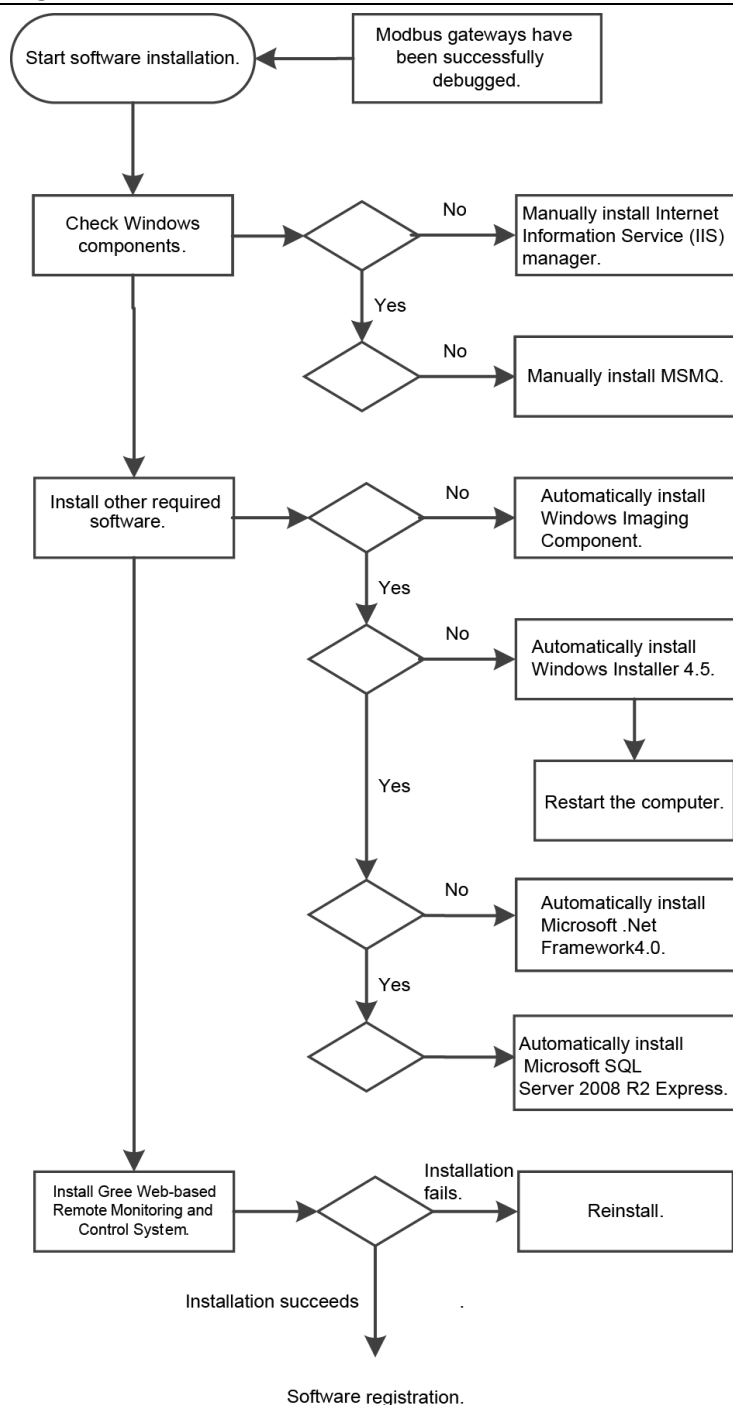 Start software installation.
Modbus gateways have
been successfully
debugged.
Check Windows
components.
No
Manually install Internet
Information Service (IIS)
manager.
Yes
No
Manually install MSMQ.
Install other required
software.
No
Automatically install
Windows Imaging
Component.
Yes
No
Automatically install
Windows Installer 4.5.
Yes
Restart the computer.
No
Automatically install
Microsoft .Net
Framework4.0.
Yes
Automatically install
Microsoft SQL
Server 2008 R2 Express.
Install Gree Web-based
Remote Monitoring and
Control System.
Installation
fails.
Reinstall.
Installation succeeds .
Software registration.